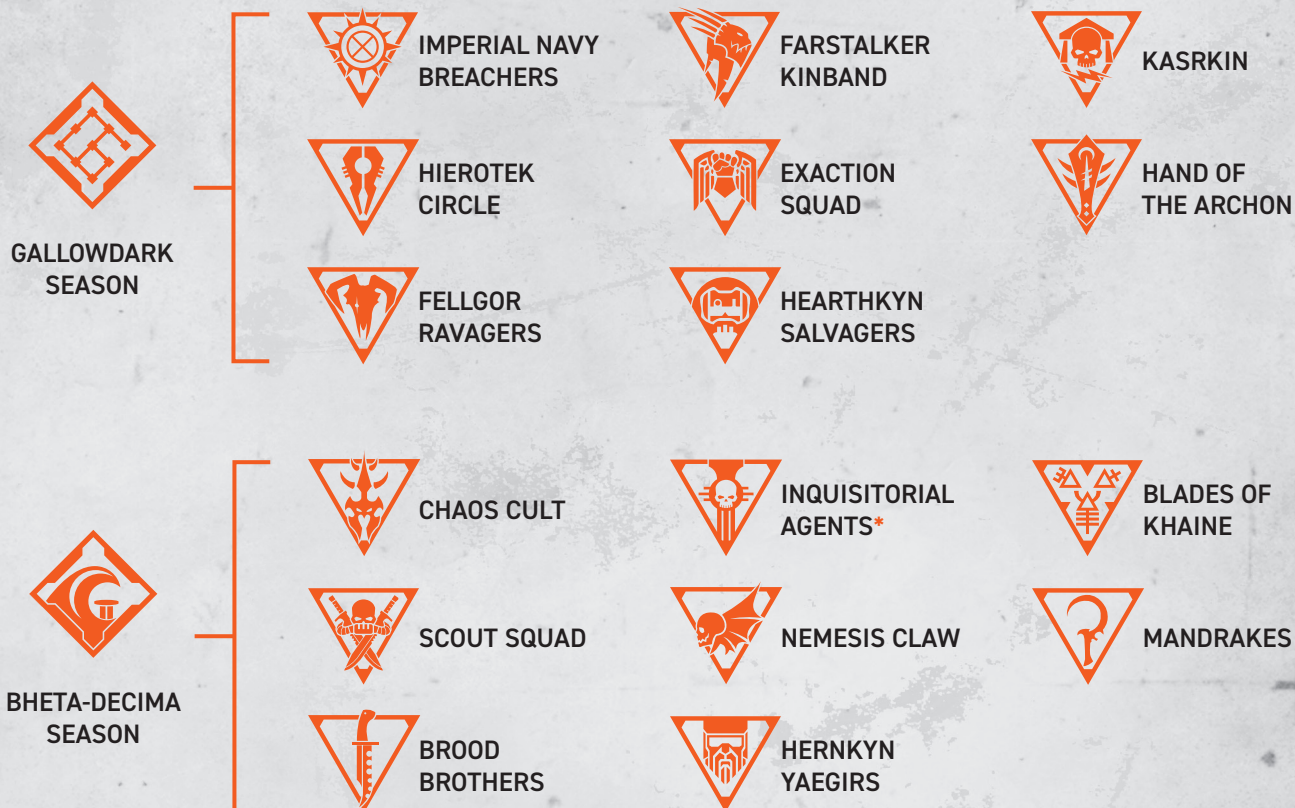 GALLOWDARK
SEASON
IMPERIAL NAVY
BREACHERS
FARSTALKER
KINBAND
KASRKIN
HIEROTEK
CIRCLE
EXACTION
SQUAD
HAND OF
THE ARCHON
FELLGOR
RAVAGERS
HEARTHKYN
SALVAGERS
BHETA-DECIMA
SEASON
CHAOS CULT
INQUISITORIAL
AGENTS*
BLADES OF
KHAINE
SCOUT SQUAD
NEMESIS CLAW
MANDRAKES
BROOD
BROTHERS
HERNKYN
YAEGIRS